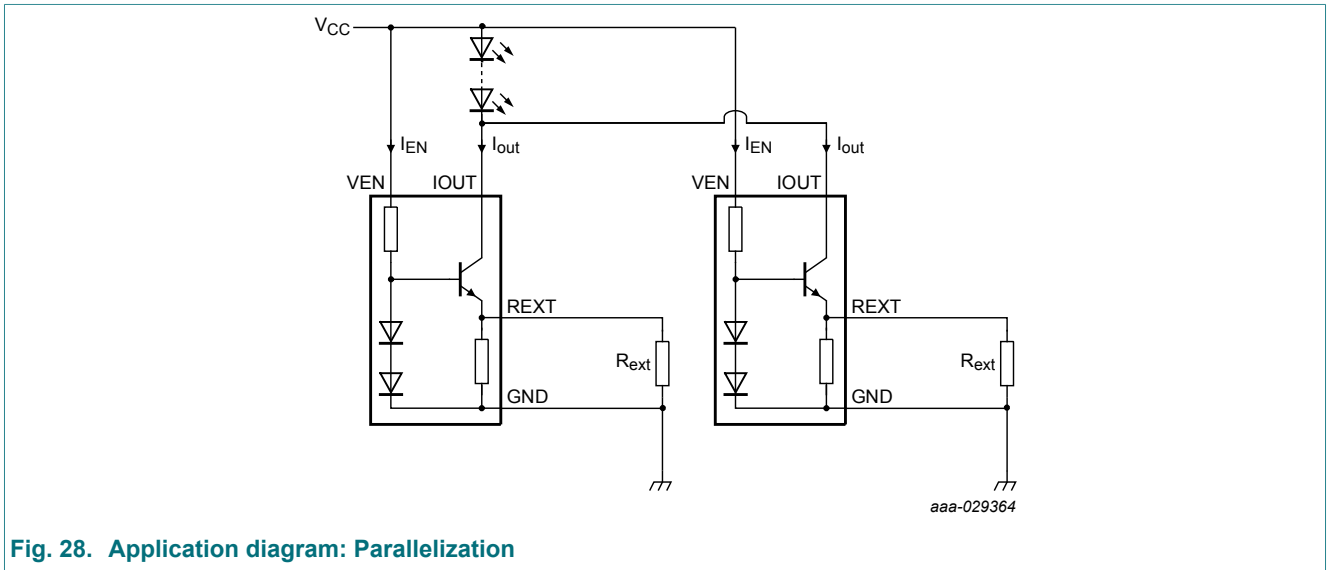 VCC
IEN Iout IEN Iout
VEN IOUT VEN IOUT
REXT REXT
Rext Rext
GND GND
aaa-029364
Fig. 28. Application diagram: Parallelization